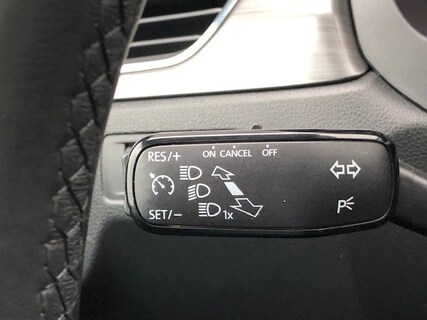 RES/+ ON CANCEL OFF
SET/− 1x P